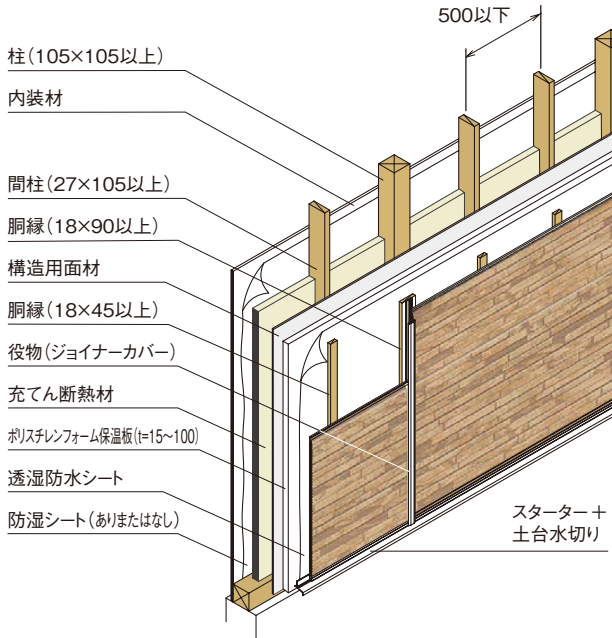 500以下
柱(105×105以上)
内装材
間柱(27×105以上)
胴縁(18×90以上)
構造用面材
胴縁(18×45以上)
役物(ジョイナーカバー)
充てん断熱材
ポリスチレンフォーム保温板(t=15~100)
透湿防水シート
防湿シート(ありまたはなし)
スターター+
土台水切り